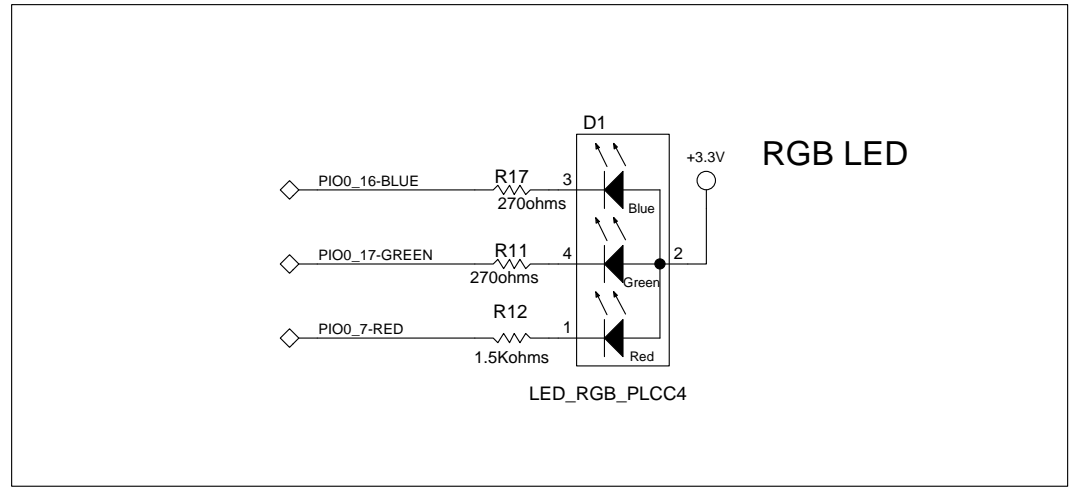 D1
RGB LED
+3.3V
PIO0_16-BLUE
R17
3
270ohms
Blue
PIO0_17-GREEN
R11
4
2
270ohms
Green
R12
PIO0_7-RED
1
1.5Kohms
Red
LED_RGB_PLCC4